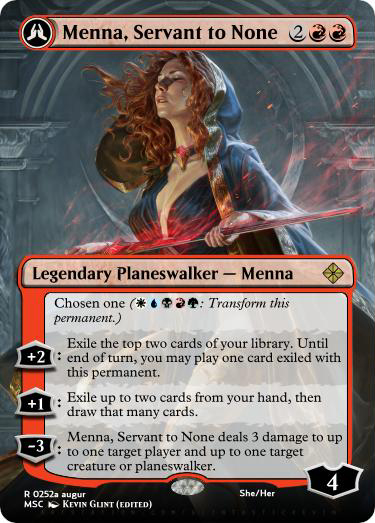 Menna, Servant to None 2
Legendary Planeswalker — Menna
Chosen one (: Transform this
permanent.)
+2: Exile the top two cards of your library. Until
end of turn, you may play one card exiled with
this permanent.
+1: Exile up to two cards from your hand, then
draw that many cards.
-3: Menna, Servant to None deals 3 damage to up
to one target player and up to one target
creature or planeswalker.
4
R 0252a augur
She/Her
MSC Kevin Glint (edited)